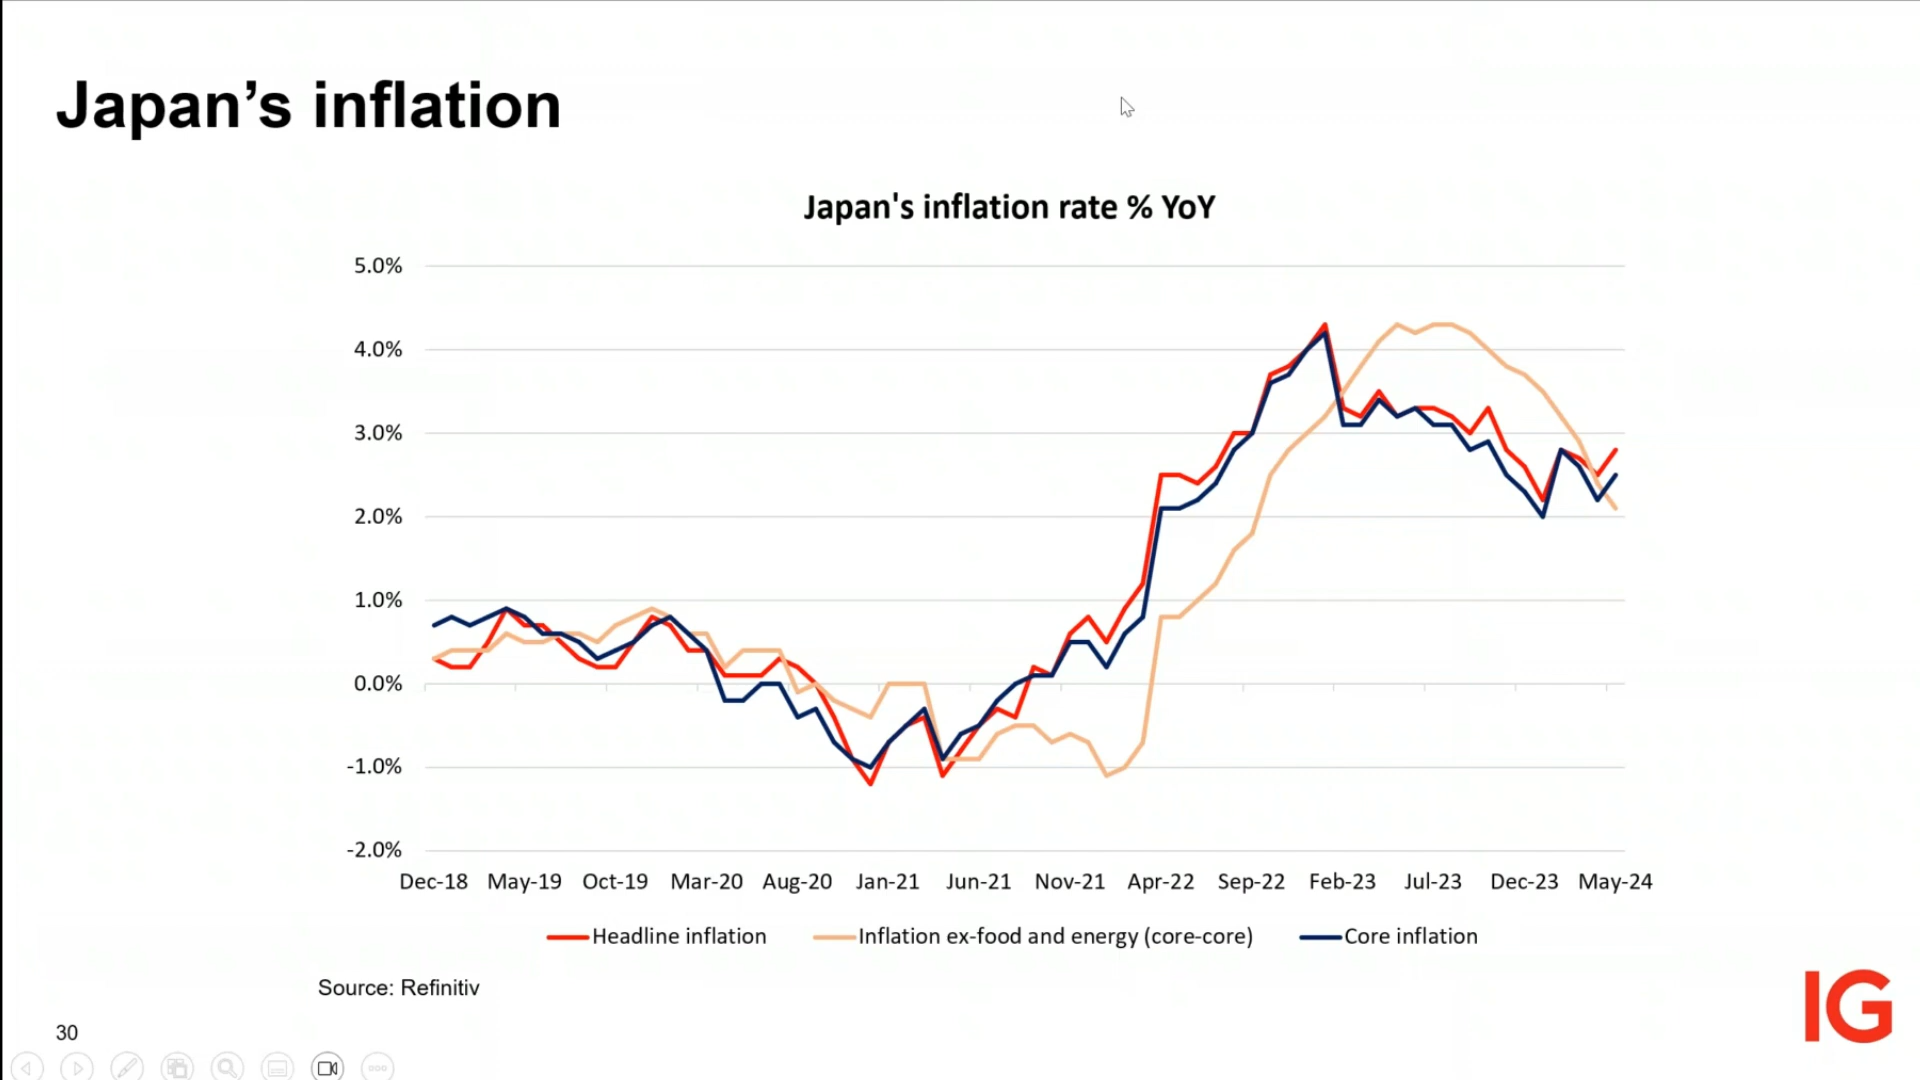 Japan’s inflation
Japan's inflation rate % YoY
5.0%
4.0%
3.0%
2.0%
1.0%
0.0%
-1.0%
-2.0%
Dec-18 May-19 Oct-19 Mar-20 Aug-20 Jan-21 Jun-21 Nov-21 Apr-22 Sep-22 Feb-23 Jul-23 Dec-23 May-24
Headline inflation Inflation ex-food and energy (core-core) Core inflation
Source: Refinitiv
IG
30